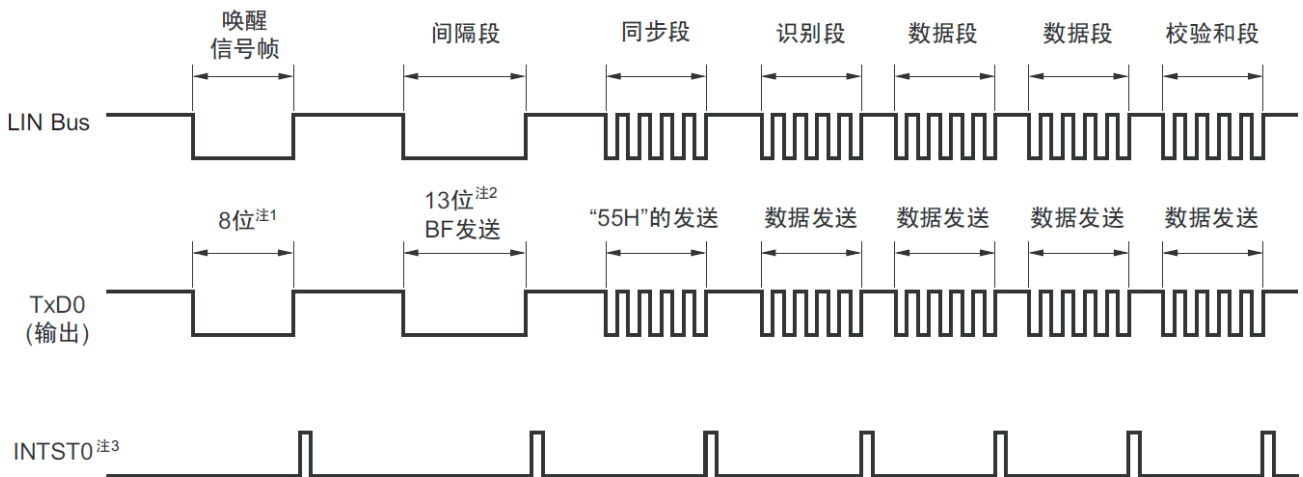 唤醒
信号帧
间隔段
同步段
识别段
数据段
数据段
校验和段
LIN Bus
8位注1
13位注2
BF发送
“55H”的发送
数据发送
数据发送
数据发送
数据发送
TxD0
(输出)
INTST0注3